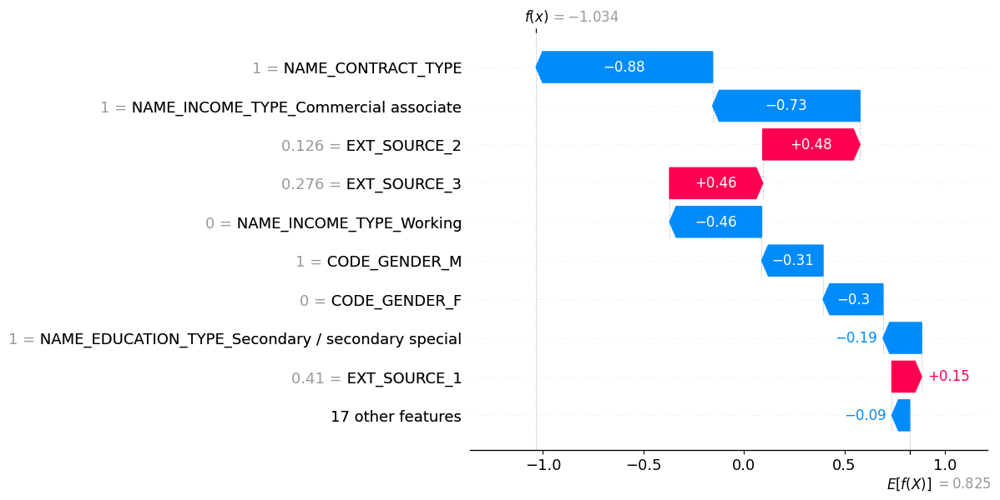 f(x) = −1.034
1 = NAME_CONTRACT_TYPE −0.88
1 = NAME_INCOME_TYPE_Commercial associate −0.73
0.126 = EXT_SOURCE_2 +0.48
0.276 = EXT_SOURCE_3 +0.46
0 = NAME_INCOME_TYPE_Working −0.46
1 = CODE_GENDER_M −0.31
0 = CODE_GENDER_F −0.3
1 = NAME_EDUCATION_TYPE_Secondary / secondary special −0.19
0.41 = EXT_SOURCE_1 +0.15
17 other features −0.09
−1.0 −0.5 0.0 0.5 1.0
E[f(X)] = 0.825